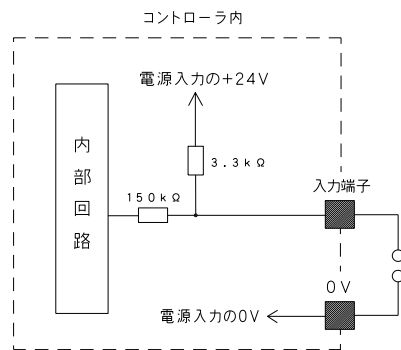 コントローラ内
電源入力の+24V
内部回路
3.3kΩ
150kΩ
入力端子
0V
電源入力の0V